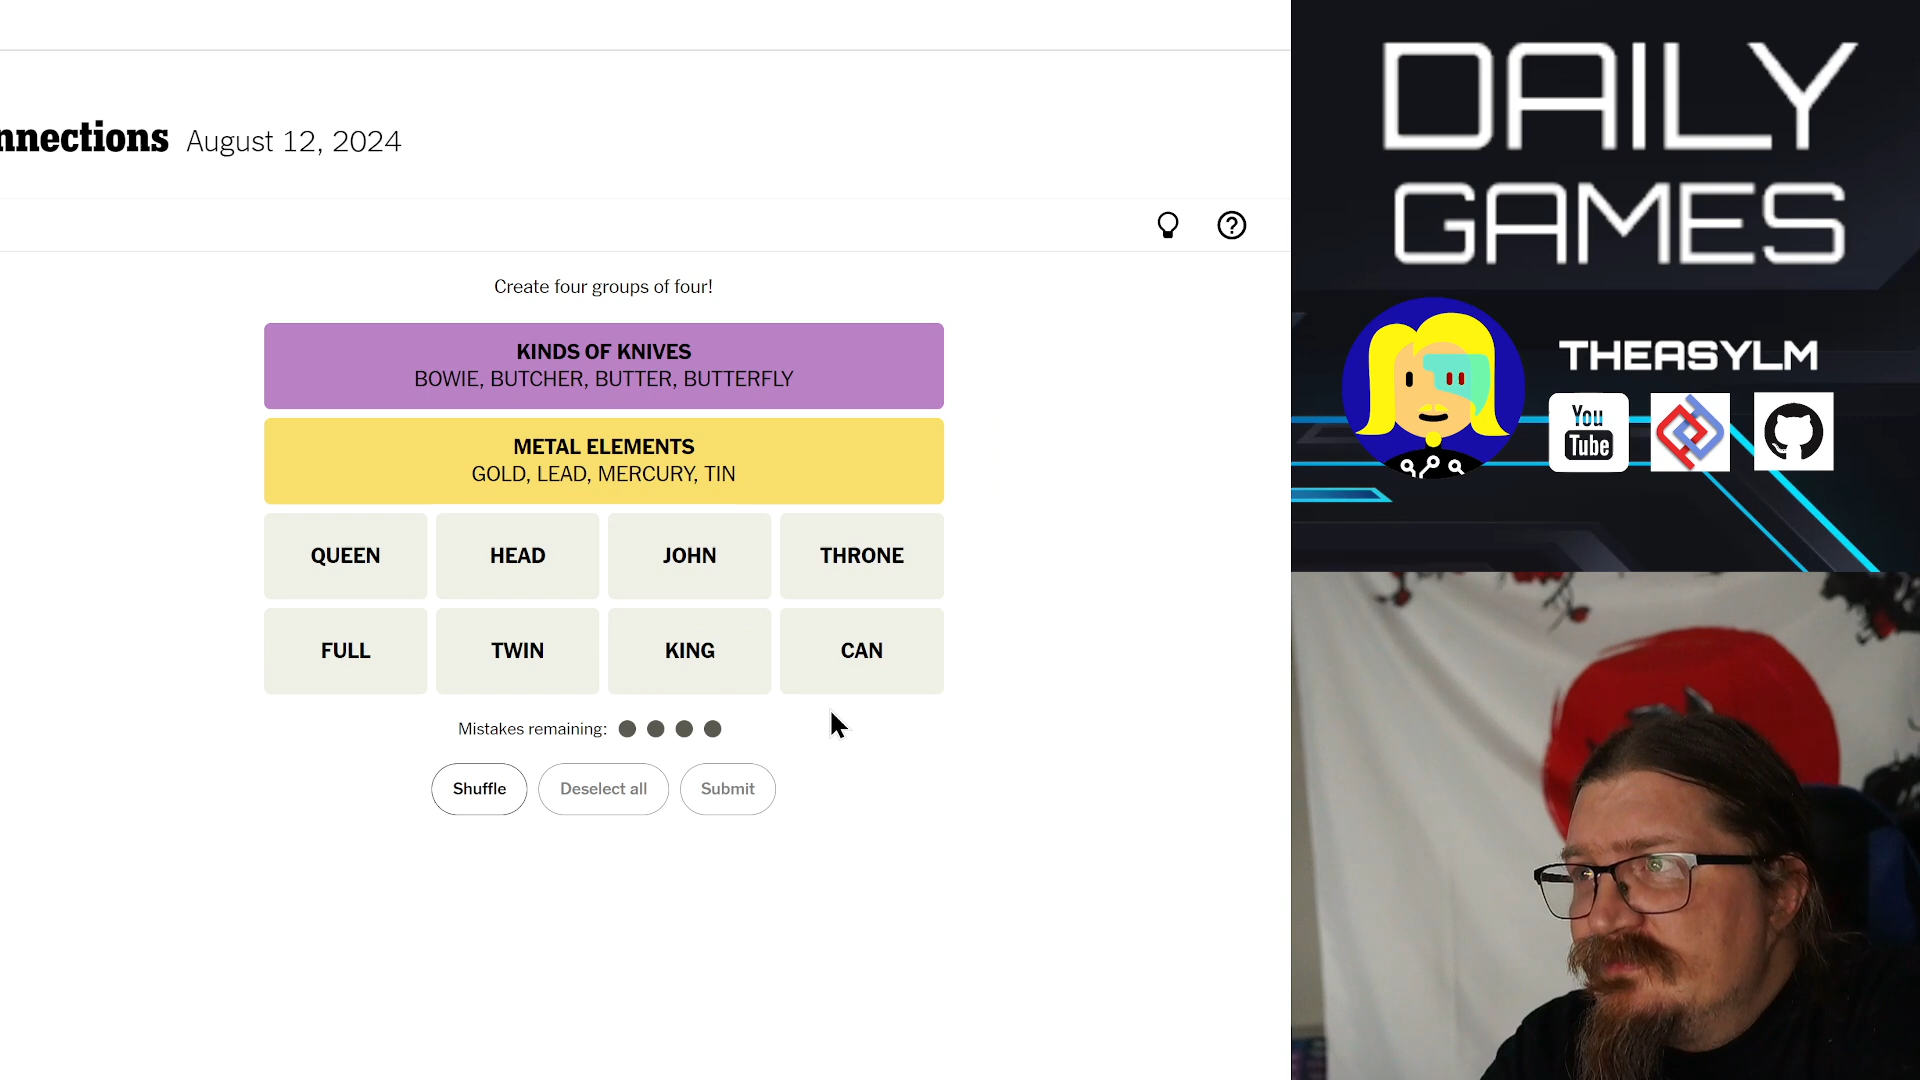 nnections August 12, 2024
Create four groups of four!
KINDS OF KNIVES
BOWIE, BUTCHER, BUTTER, BUTTERFLY
METAL ELEMENTS
GOLD, LEAD, MERCURY, TIN
QUEEN HEAD JOHN THRONE
FULL TWIN KING CAN
Mistakes remaining:
Shuffle Deselect all Submit
DAILY
GAMES
THEASYLM
You
Tube